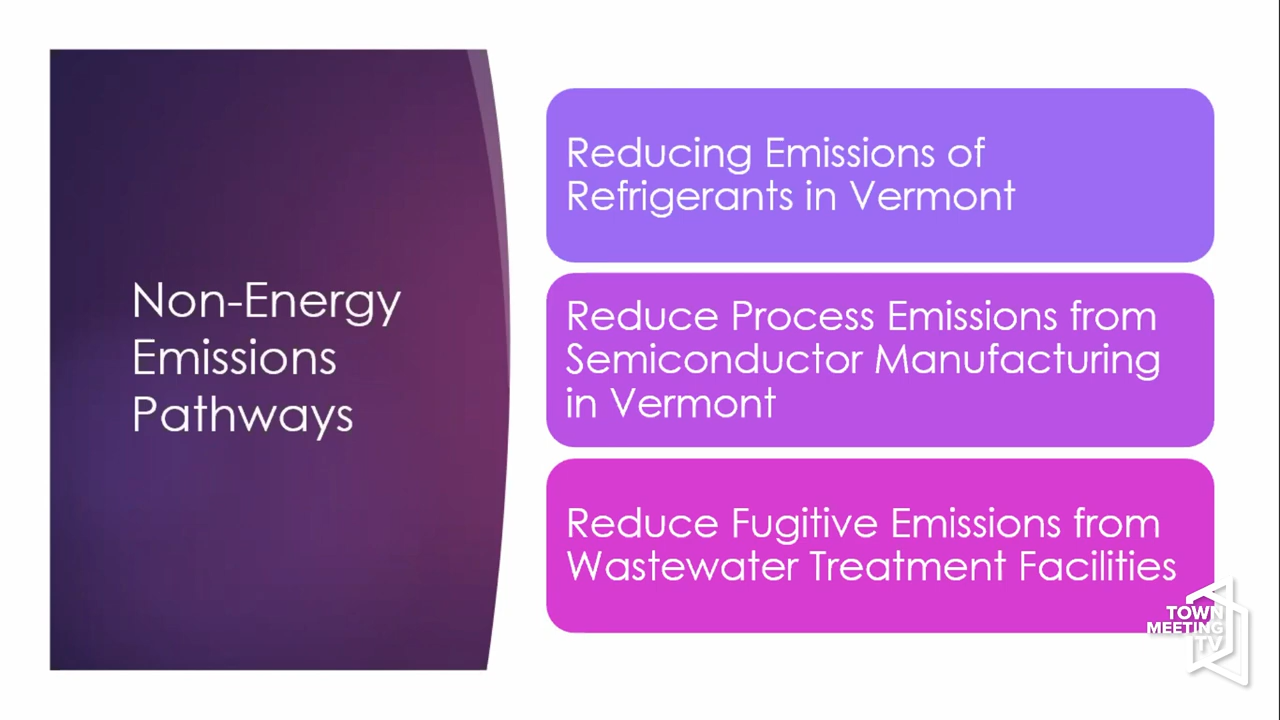 Non-Energy
Emissions
Pathways
Reducing Emissions of
Refrigerants in Vermont
Reduce Process Emissions from
Semiconductor Manufacturing
in Vermont
Reduce Fugitive Emissions from
Wastewater Treatment Facilities
TOWN
MEETING
TV